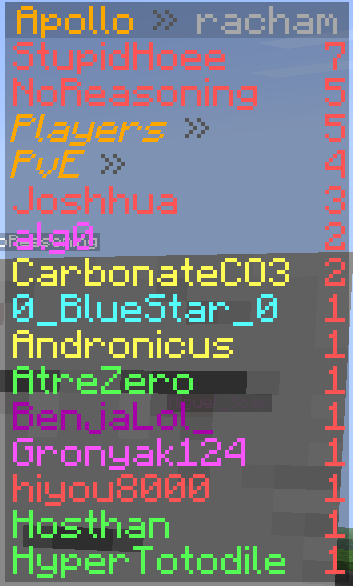 Apollo » racham
StupidHoee 7
NoReasoning 5
Players » 5
PvE » 4
Joshhua 3
alg0 2
oReasoning
CarbonateCO3 2
0_BlueStar_0 1
Andronicus 1
AtreZero 1
BenjaLol_ 1
Gronyak124 1
hiyou8000 1
Hosthan 1
HyperTotodile 1